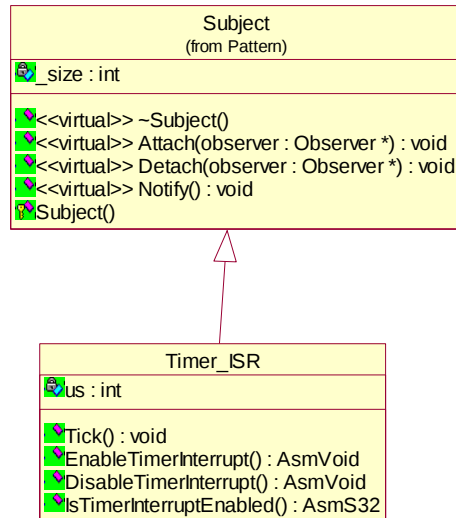 Subject
(from Pattern)
_size : int
<<virtual>> ~Subject()
<<virtual>> Attach(observer : Observer *) : void
<<virtual>> Detach(observer : Observer *) : void
<<virtual>> Notify() : void
Subject()
Timer_ISR
us : int
Tick() : void
EnableTimerInterrupt() : AsmVoid
DisableTimerInterrupt() : AsmVoid
IsTimerInterruptEnabled() : AsmS32